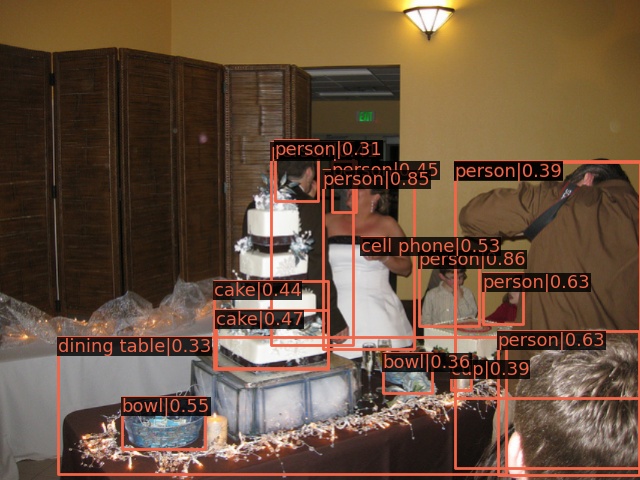 EXIT
person|0.31
person|0.45
person|0.85
person|0.39
cell phone|0.53
person|0.86
person|0.63
cake|0.44
cake|0.47
dining table|0.33
person|0.63
bowl|0.36
cup|0.39
bowl|0.55